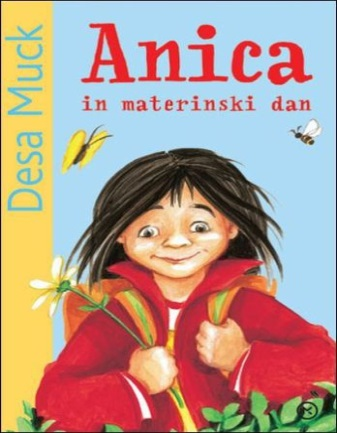 Desa Muck
Anica
in materinski dan